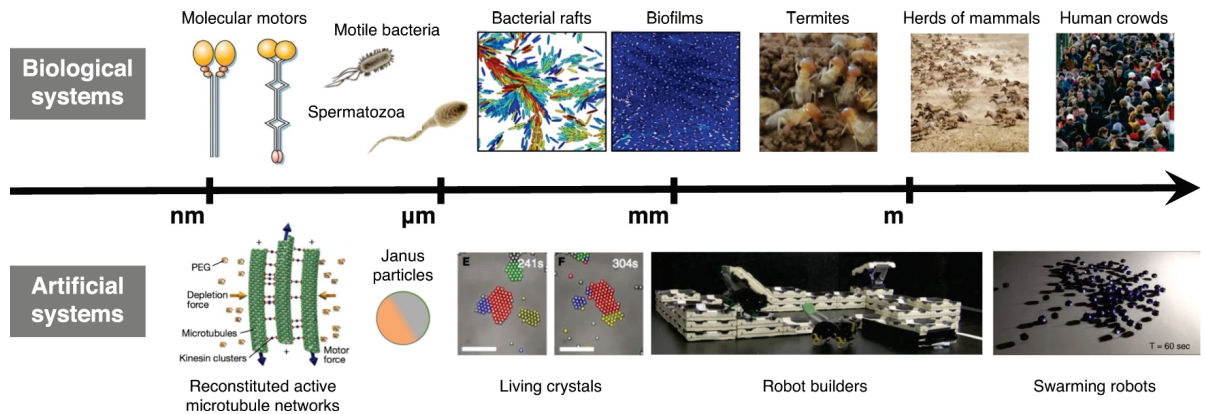 Molecular motors
Motile bacteria
Spermatozoa
Bacterial rafts
Biofilms
Termites
Herds of mammals
Human crowds
Biological
systems
nm
µm
mm
m
Artificial
systems
PEG
Depletion
force
Microtubules
Kinesin clusters
+
+
+
Motor
force
Janus
particles
E
241s
F
304s
T = 60 sec
Reconstituted active
microtubule networks
Living crystals
Robot builders
Swarming robots